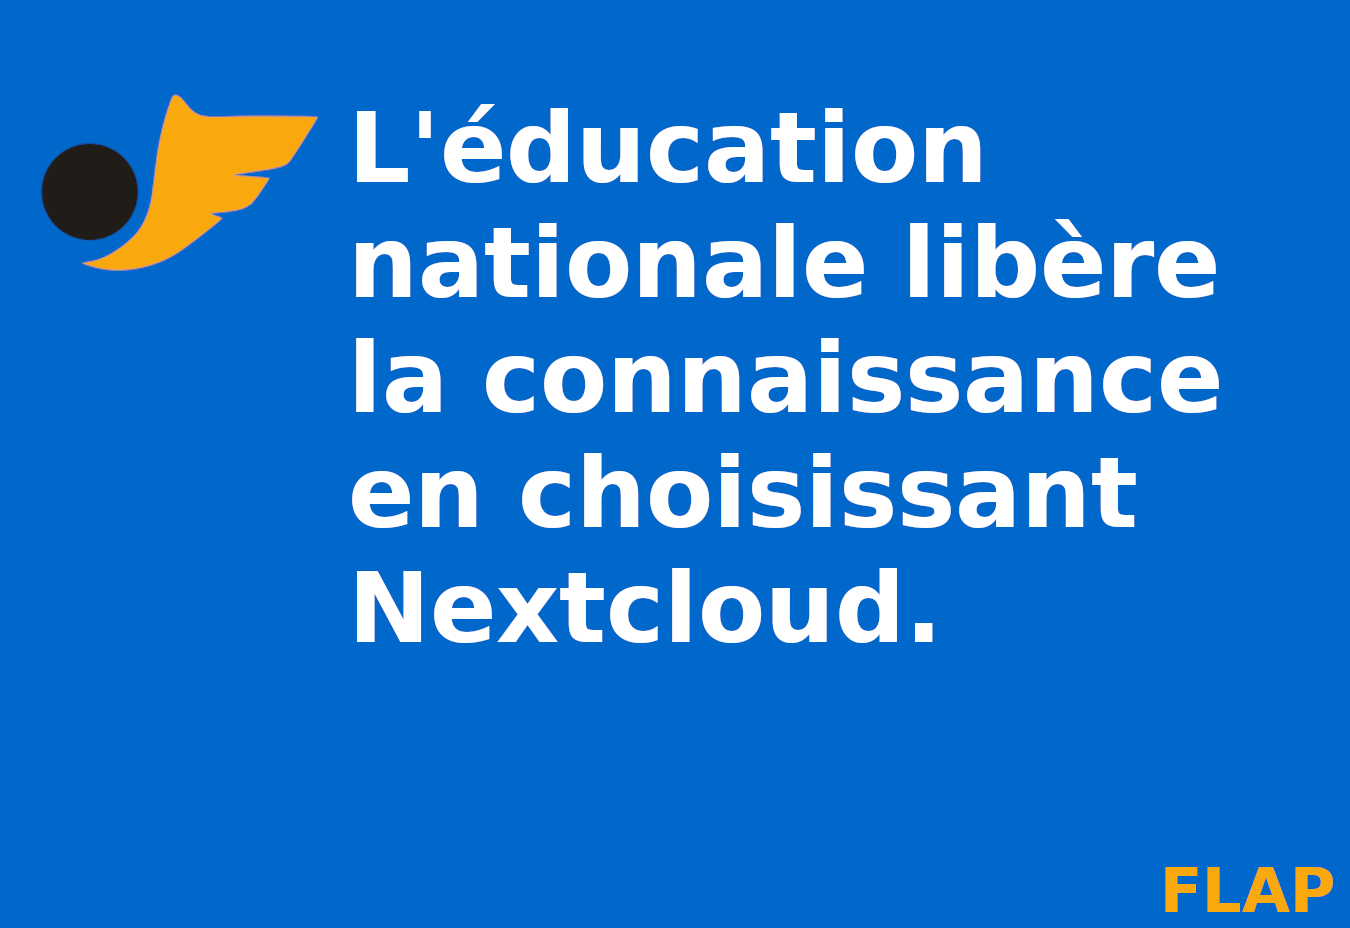 L'éducation
nationale libère
la connaissance
en choisissant
Nextcloud.
FLAP